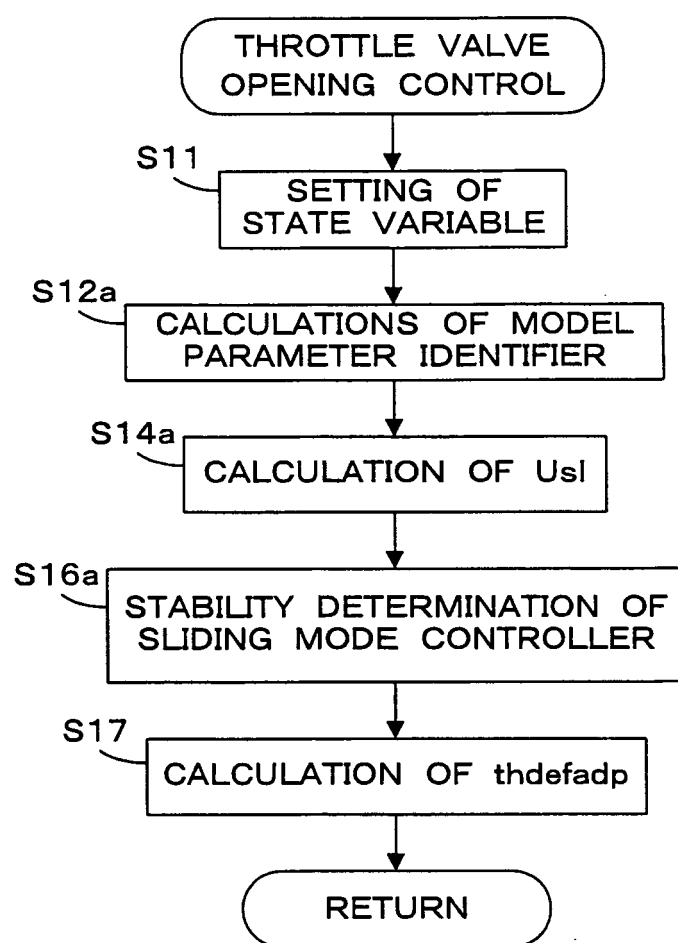 THROTTLE VALVE
OPENING CONTROL
S11
SETTING OF
STATE VARIABLE
S12a
CALCULATIONS OF MODEL
PARAMETER IDENTIFIER
S14a
CALCULATION OF Usl
S16a
STABILITY DETERMINATION OF
SLIDING MODE CONTROLLER
S17
CALCULATION OF thdefadp
RETURN